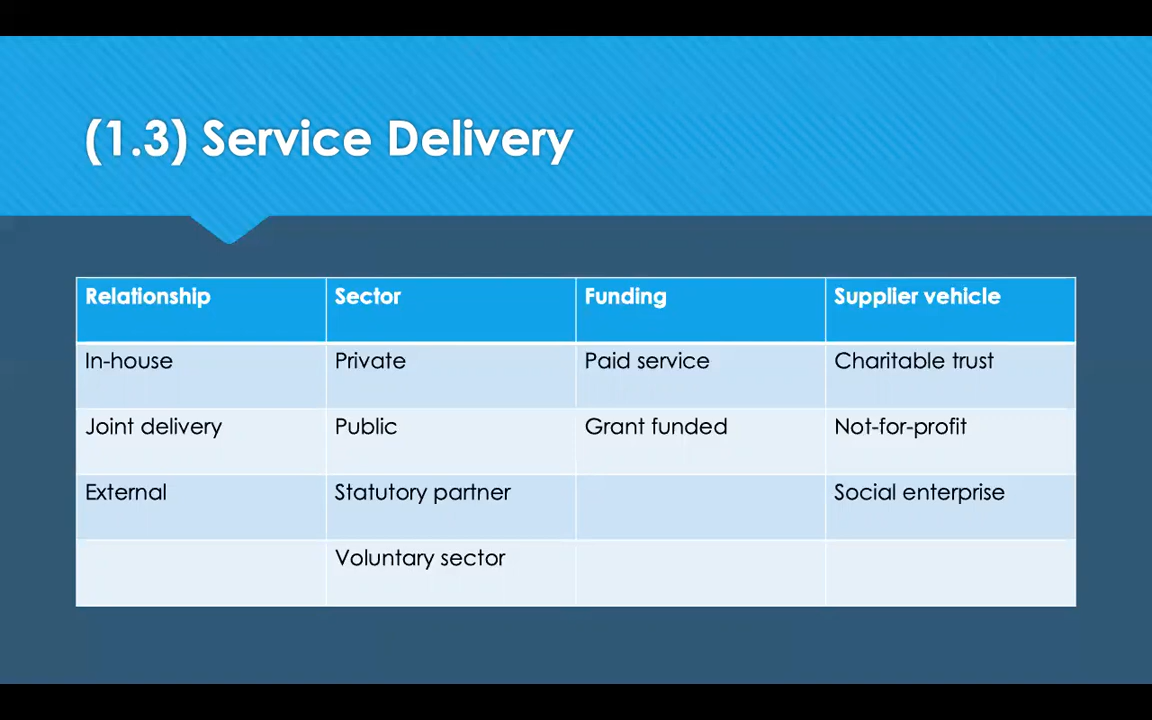 (1.3) Service Delivery
Relationship Sector Funding Supplier vehicle
In-house Private Paid service Charitable trust
Joint delivery Public Grant funded Not-for-profit
External Statutory partner Social enterprise
Voluntary sector